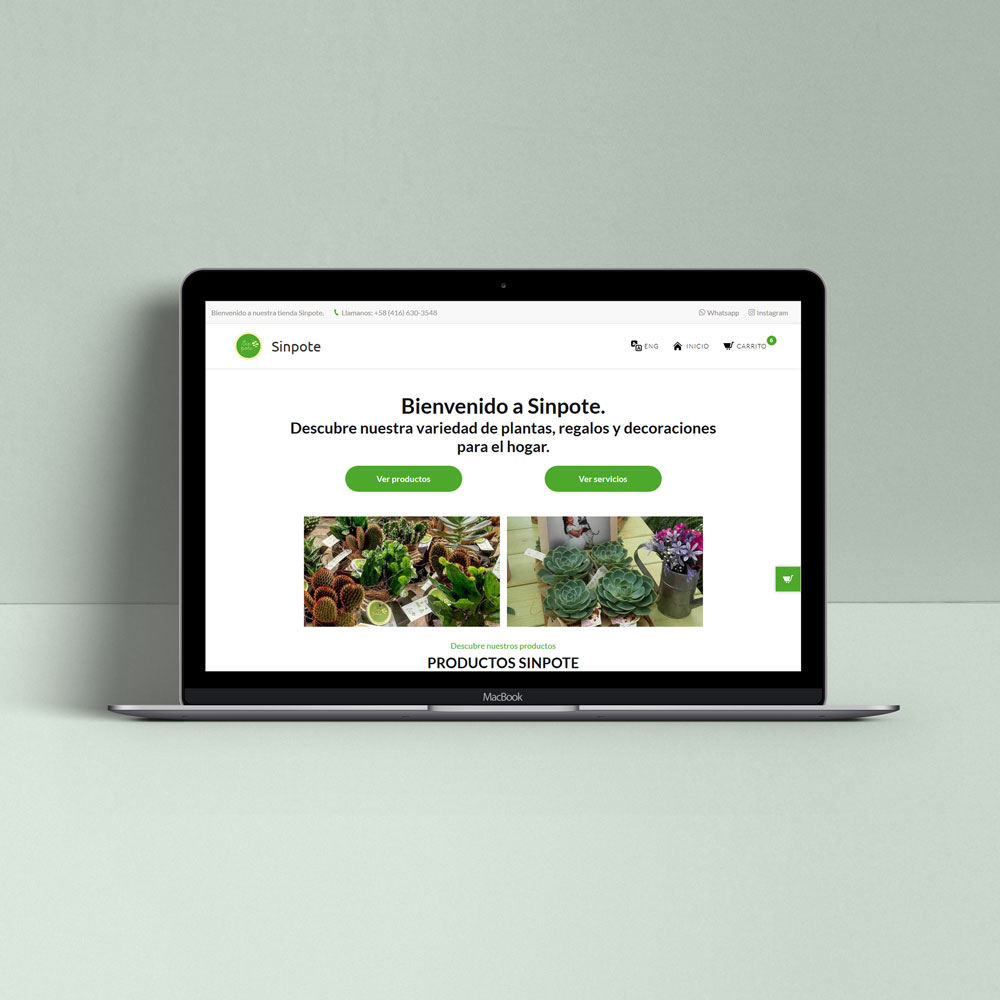 Bienvenido a nuestra tienda Sinpote. Llamanos: +58 (416) 630-3548 Whatsapp Instagram
Sinpote ENG INICIO CARRITO 6
Bienvenido a Sinpote.
Descubre nuestra variedad de plantas, regalos y decoraciones
para el hogar.
Ver productos Ver servicios
Descubre nuestros productos
PRODUCTOS SINPOTE
MacBook